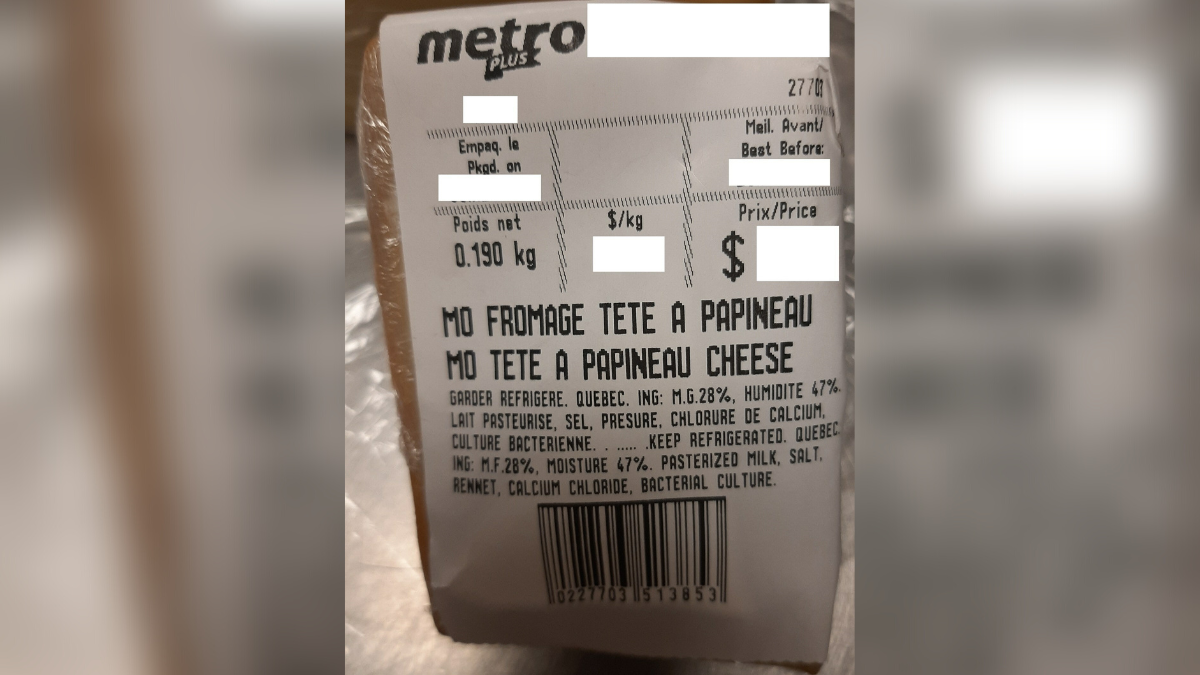 metro
PLUS
27703
Empaq. le
Pkgd. on
Meil. Avant/
Best Before:
Poids net
0.190 kg
$/kg
Prix/Price
$
MO FROMAGE TETE A PAPINEAU
MO TETE A PAPINEAU CHEESE
GARDER REFRIGERE. QUEBEC. ING: M.G.28%, HUMIDITE 47%.
LAIT PASTEURISE, SEL, PRESURE, CHLORURE DE CALCIUM,
CULTURE BACTERIENNE. . ..... .KEEP REFRIGERATED. QUEBEC.
ING: M.F.28%, MOISTURE 47%. PASTERIZED MILK, SALT,
RENNET, CALCIUM CHLORIDE, BACTERIAL CULTURE.
0227703 513853